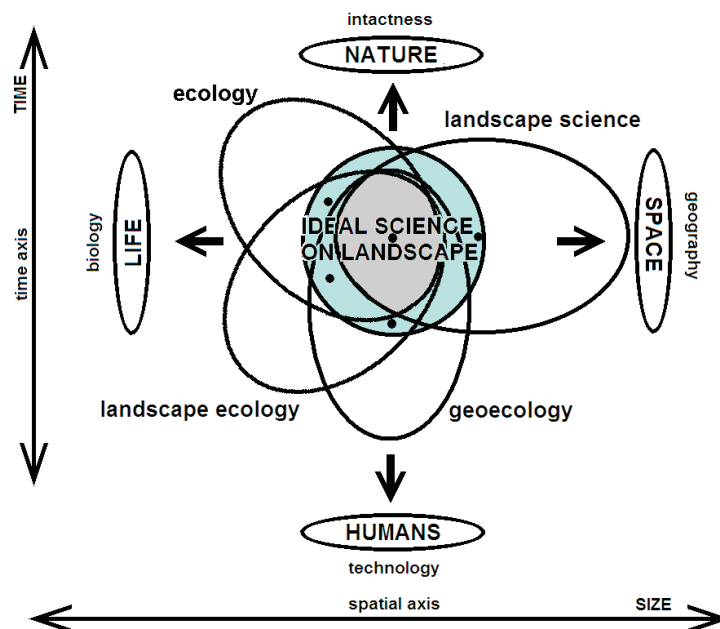 intactness
NATURE
TIME
ecology
landscape science
LIFE
biology
IDEAL SCIENCE
ON LANDSCAPE
SPACE
geography
time axis
landscape ecology
geoecology
HUMANS
technology
spatial axis
SIZE